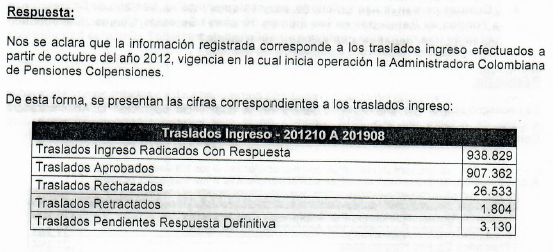 Respuesta:
Nos se aclara que la información registrada corresponde a los traslados ingreso efectuados a
partir de octubre del año 2012, vigencia en la cual inicia operación la Administradora Colombiana
de Pensiones Colpensiones.
De esta forma, se presentan las cifras correspondientes a los traslados ingreso:
Traslados Ingreso - 201210 A 201908
Traslados Ingreso Radicados Con Respuesta 938.829
Traslados Aprobados 907.362
Traslados Rechazados 26.533
Traslados Retractados 1.804
Traslados Pendientes Respuesta Definitiva 3.130